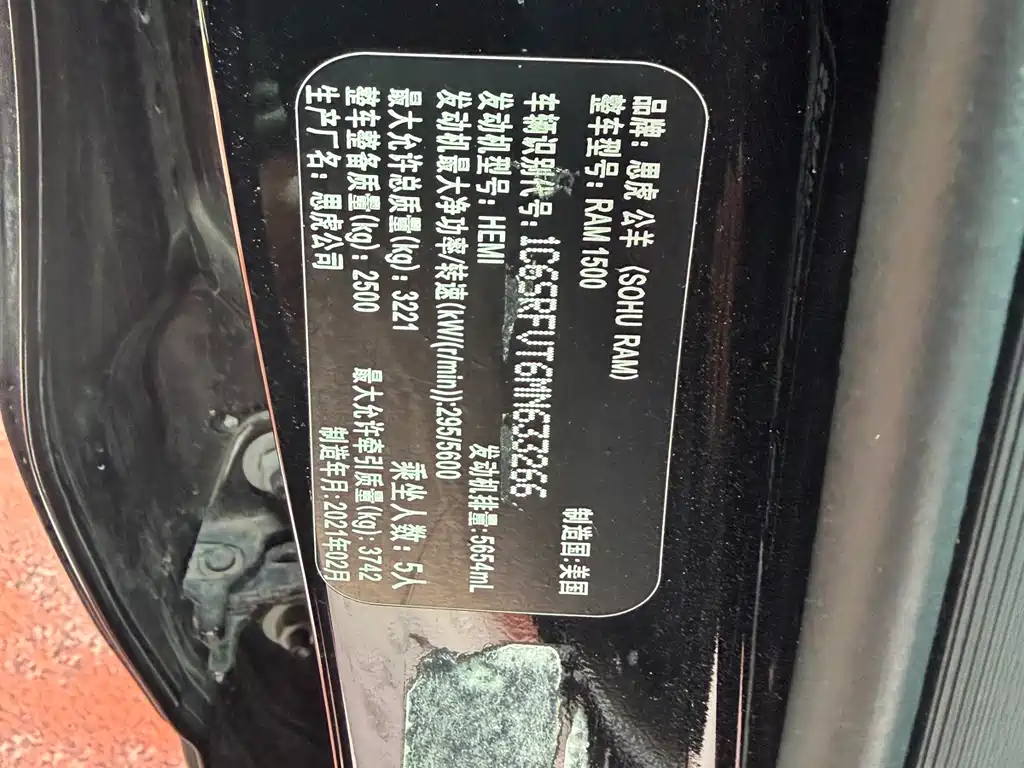 品牌：思虎 公羊 (SOHU RAM)
整车型号：RAM 1500 制造国:美国
车辆识别代号：1C6SRFVT6MN633266
发动机型号：HEMI 发动机排量:5654mL
发动机最大净功率/转速(kW/(r/min)):295/5600
最大允许总质量(kg)：3221 乘坐人数：5人
整车整备质量(kg)：2500 最大允许牵引质量(kg)：3742
生产厂名：思虎公司 制造车月:2021年02月